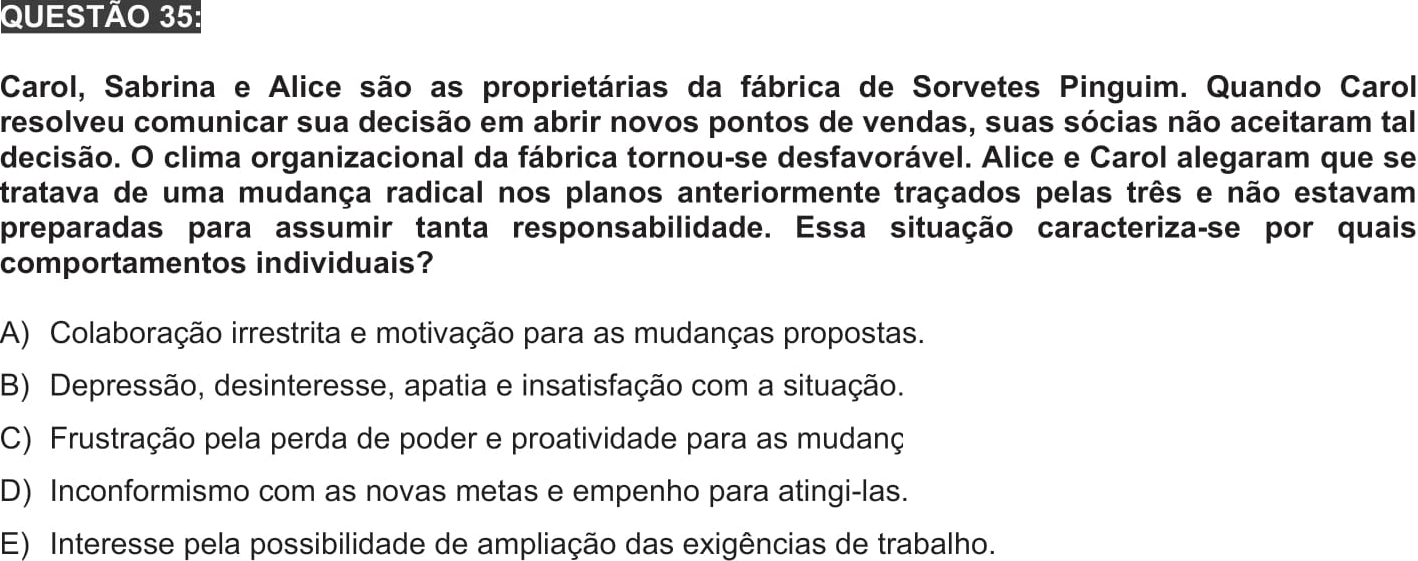 QUESTÃO 35:
Carol, Sabrina e Alice são as proprietárias da fábrica de Sorvetes Pinguim. Quando Carol
resolveu comunicar sua decisão em abrir novos pontos de vendas, suas sócias não aceitaram tal
decisão. O clima organizacional da fábrica tornou-se desfavorável. Alice e Carol alegaram que se
tratava de uma mudança radical nos planos anteriormente traçados pelas três e não estavam
preparadas para assumir tanta responsabilidade. Essa situação caracteriza-se por quais
comportamentos individuais?
A) Colaboração irrestrita e motivação para as mudanças propostas.
B) Depressão, desinteresse, apatia e insatisfação com a situação.
C) Frustração pela perda de poder e proatividade para as mudanç
D) Inconformismo com as novas metas e empenho para atingi-las.
E) Interesse pela possibilidade de ampliação das exigências de trabalho.